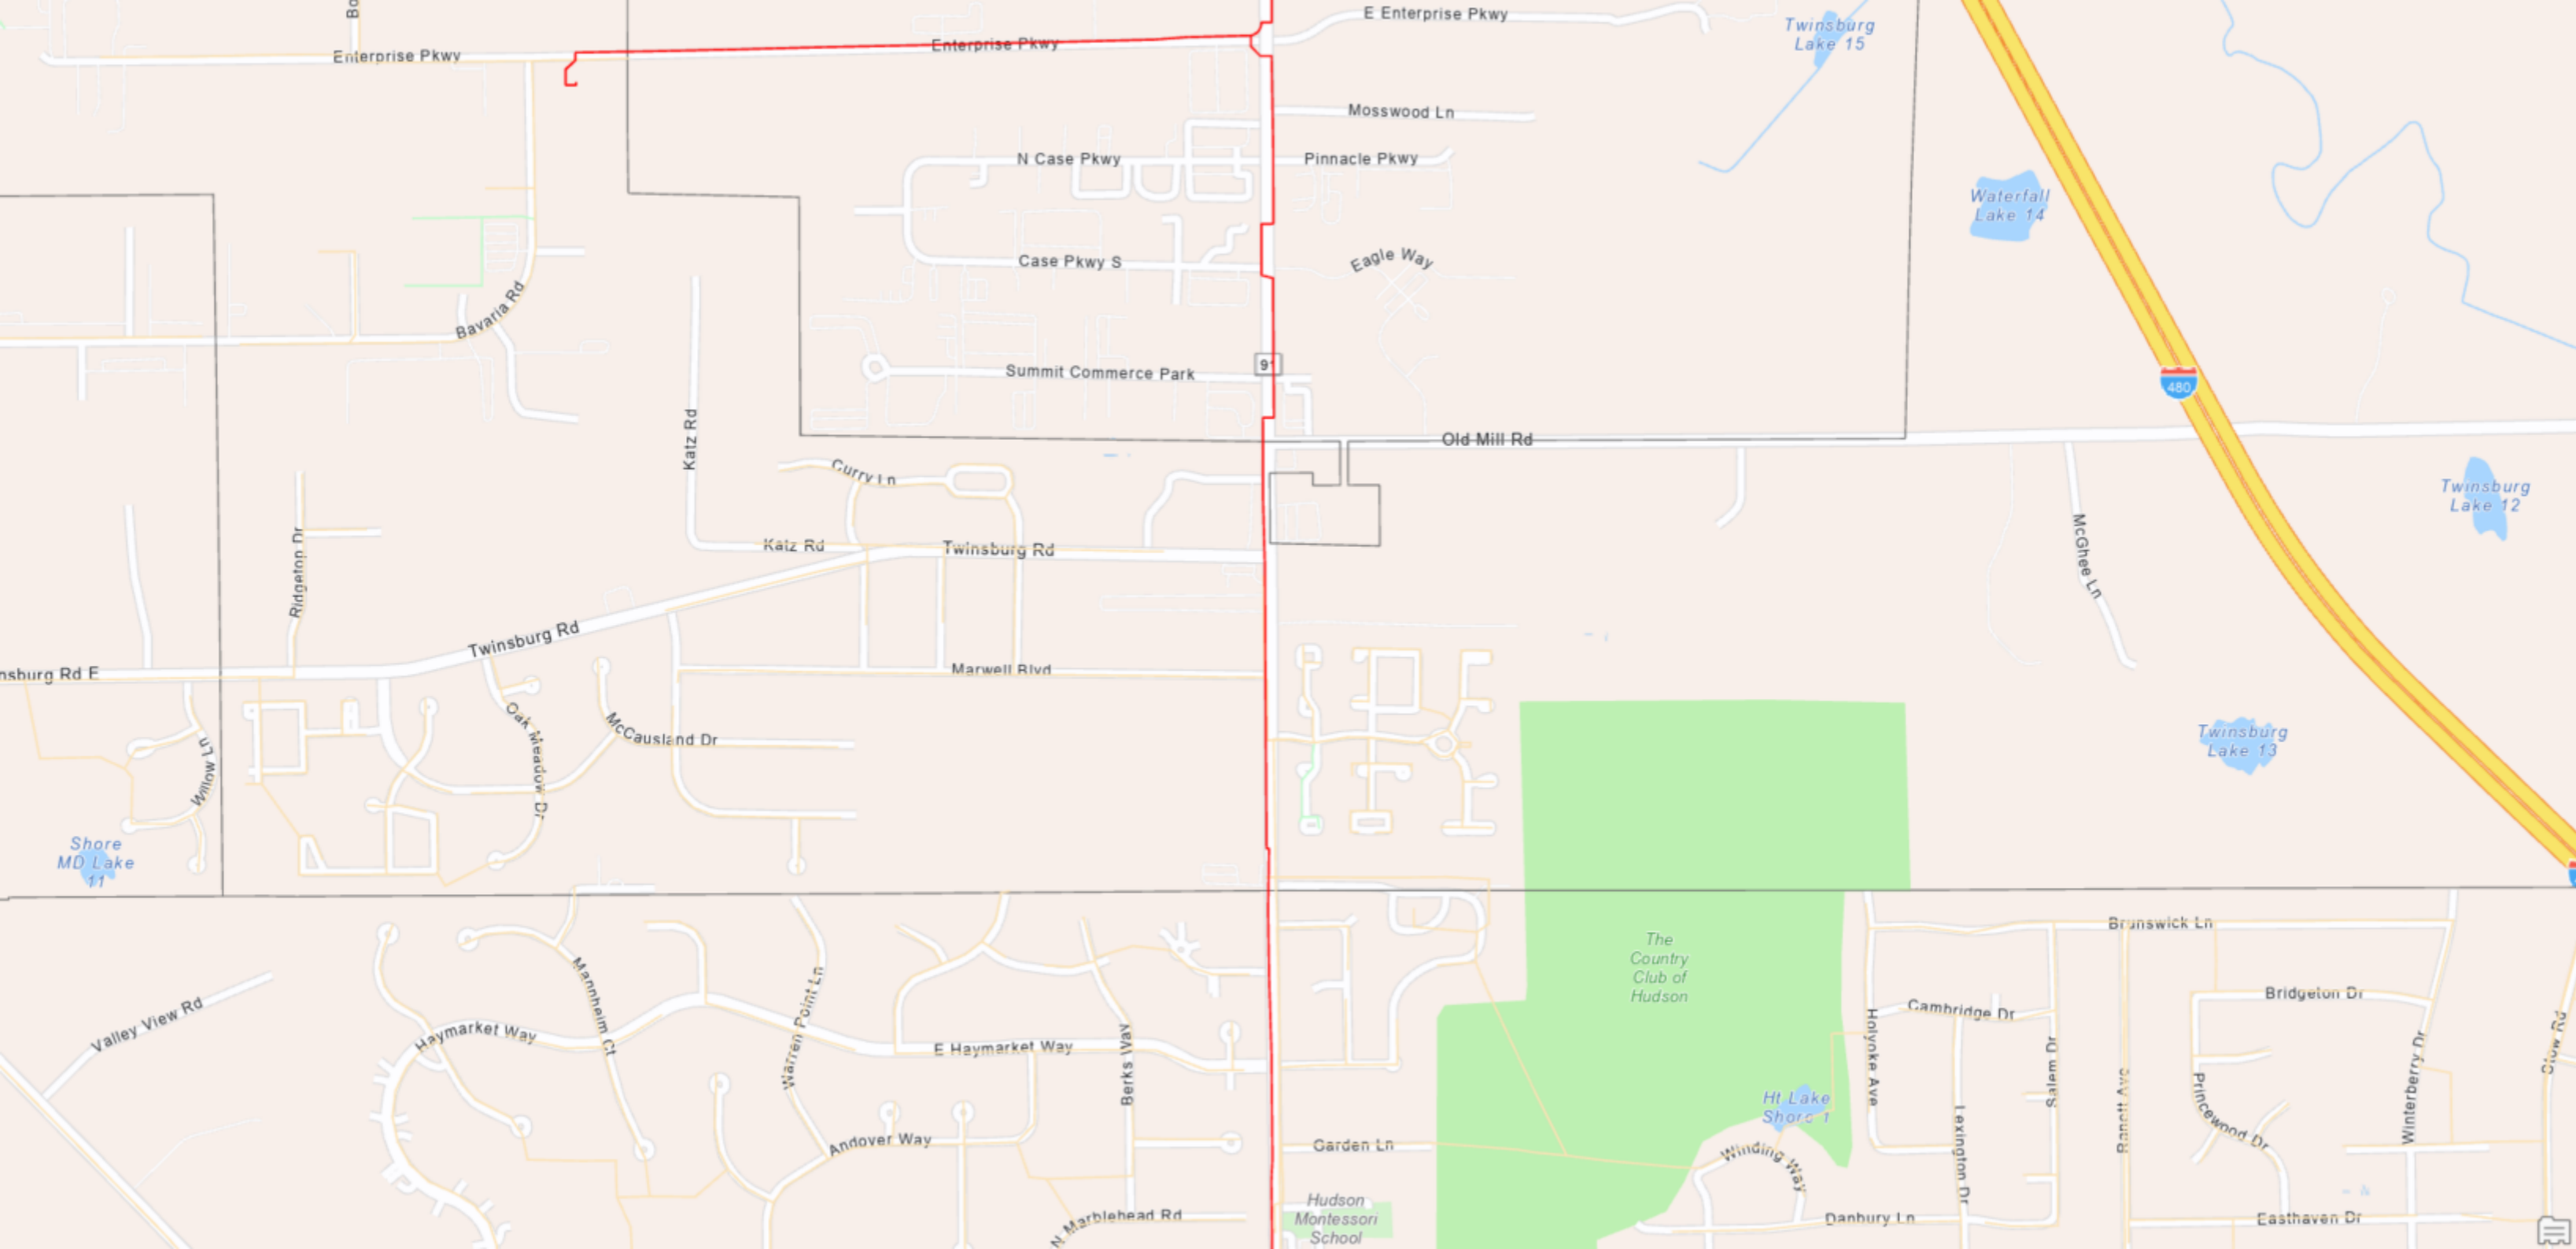 E Enterprise Pkwy
Twinsburg
Lake 15
Enterprise Pkwy
Enterprise Pkwy
Mosswood Ln
N Case Pkwy
Pinnacle Pkwy
Waterfall
Lake 14
Case Pkwy S
Eagle Way
Bavaria Rd
Summit Commerce Park
91
480
Katz Rd
Old Mill Rd
Curry Ln
Twinsburg
Lake 12
Katz Rd
Twinsburg Rd
Ridgeton Dr
McGhee Ln
Twinsburg Rd
nsburg Rd E
Marwell Blvd
Oak Meadow Dr
McCausland Dr
Willow Ln
Twinsburg
Lake 13
Shore
MD Lake
11
The
Country
Club of
Hudson
Brunswick Ln
Bridgeton Dr
Valley View Rd
Mannheim Ct
Warren Point Ln
Haymarket Way
E Haymarket Way
Berks Way
Cambridge Dr
Holyoke Ave
Salem Dr
Winterberry Dr
Princewood Dr
Ht Lake
Shore 1
Andover Way
Garden Ln
Winding Way
Lexington Dr
Hudson
Montessori
School
N Marblehead Rd
Danbury Ln
Easthaven Dr